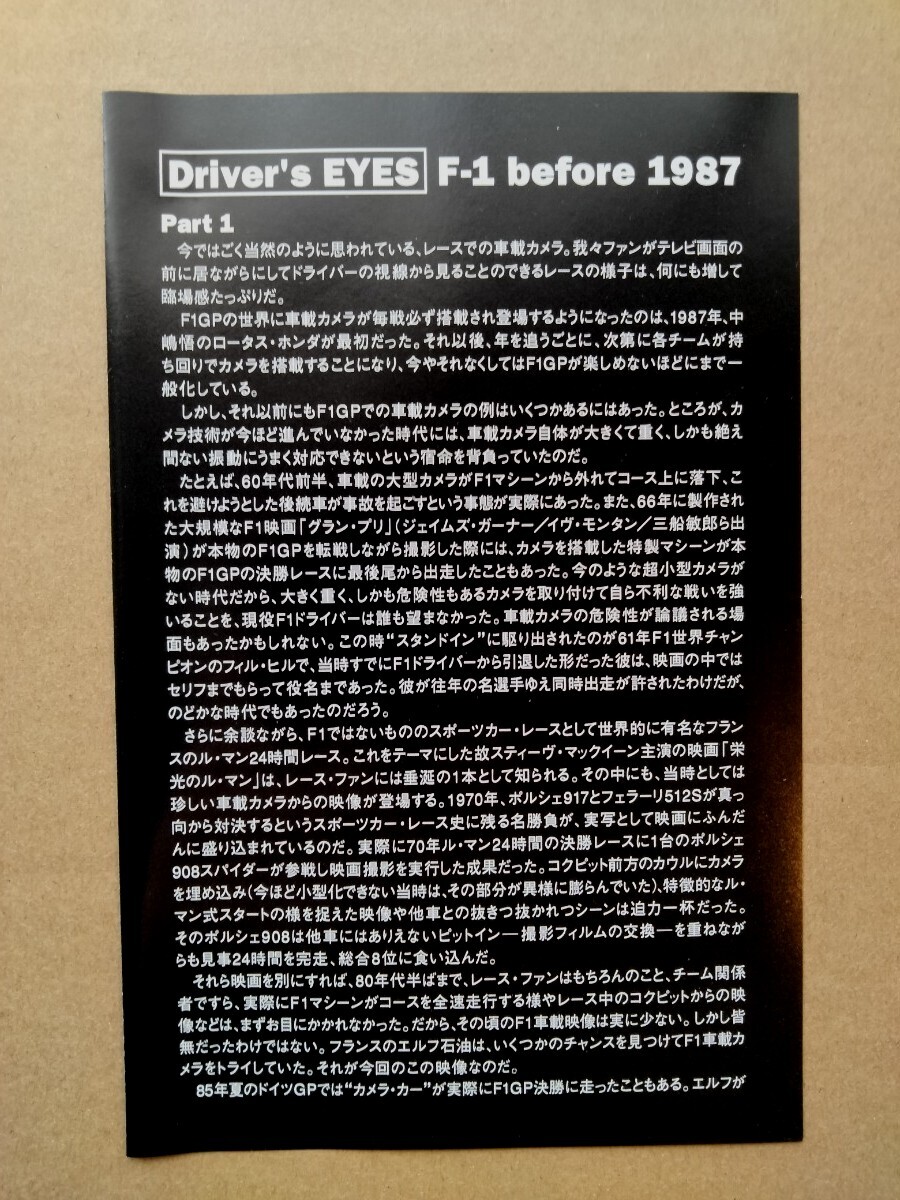 Driver's EYES F-1 before 1987
Part 1
今ではごく当然のように思われている、レースでの車載カメラ。我々ファンがテレビ画面の
前に居ながらにしてドライバーの視線から見ることのできるレースの様子は、何にも増して
臨場感たっぷりだ。
F1GPの世界に車載カメラが毎戦必ず搭載され登場するようになったのは、1987年、中
嶋悟のロータス・ホンダが最初だった。それ以後、年を追うごとに、次第に各チームが持
ち回りでカメラを搭載することになり、今やそれなくしてはF1GPが楽しめないほどにまで一
般化している。
しかし、それ以前にもF1GPでの車載カメラの例はいくつかあるにはあった。ところが、カ
メラ技術が今ほど進んでいなかった時代には、車載カメラ自体が大きくて重く、しかも絶え
間ない振動にうまく対応できないという宿命を背負っていたのだ。
たとえば、60年代前半、車載の大型カメラがF1マシーンから外れてコース上に落下、こ
れを避けようとした後続車が事故を起ごすという事態が実際にあった。また、66年に製作され
た大規模なF1映画「グラン・プリ」(ジェイムズ・ガーナー/イヴ・モンタン/三船敏郎ら出
演)が本物のF1GPを転戦しながら撮影した際には、カメラを搭載した特製マシーンが本
物のF1GPの決勝レースに最後尾から出走したこともあった。今のような超小型カメラが
ない時代だから、大きく重く、しかも危険性もあるカメラを取り付けて自ら不利な戦いを強
いることを、現役F1ドライバーは誰も望まなかった。車載カメラの危険性が論議される場
面もあったかもしれない。この時“スタンドイン”に駆り出されたのが61年F1世界チャン
ピオンのフィル・ヒルで、当時すでにF1ドライバーから引退した形だった彼は、映画の中では
セリフまでもらって役名まであった。彼が往年の名選手ゆえ同時出走が許されたわけだが、
のどかな時代でもあったのだろう。
さらに余談ながら、F1ではないもののスポーツカー・レースとして世界的に有名なフラン
スのル・マン24時間レース。これをテーマにした故スティーヴ・マックイーン主演の映画「栄
光のル・マン」は、レース・ファンには垂涎の1本として知られる。その中にも、当時としては
珍しい車載カメラからの映像が登場する。1970年、ポルシェ917とフェラーリ512Sが真っ
向から対決するというスポーツカー・レース史に残る名勝負が、実写として映画にふんだ
んに盛り込まれているのだ。実際に70年ル・マン24時間の決勝レースに1台のポルシェ
908スパイダーが参戦し映画撮影を実行した成果だった。コクピット前方のカウルにカメラ
を埋め込み(今ほど小型化できない当時は、その部分が異様に膨らんでいた)、特徴的なル・
マン式スタートの様を捉えた映像や他車との抜きつ抜かれつシーンは迫力一杯だった。
そのポルシェ908は他車にはありえないピットイン―撮影フィルムの交換―を重ねなが
らも見事24時間を完走、総合8位に食い込んだ。
それら映画を別にすれば、80年代半ばまで、レース・ファンはもちろんのこと、チーム関係
者ですら、実際にF1マシーンがコースを全速走行する様やレース中のコクピットからの映
像などは、まずお目にかかれなかった。だから、その頃のF1車載映像は実に少ない。しかし皆
無だったわけではない。フランスのエルフ石油は、いくつかのチャンスを見つけてF1車載カ
メラをトライしていた。それが今回のこの映像なのだ。
85年夏のドイツGPでは“カメラ・カー”が実際にF1GP決勝に走ったこともある。エルフが